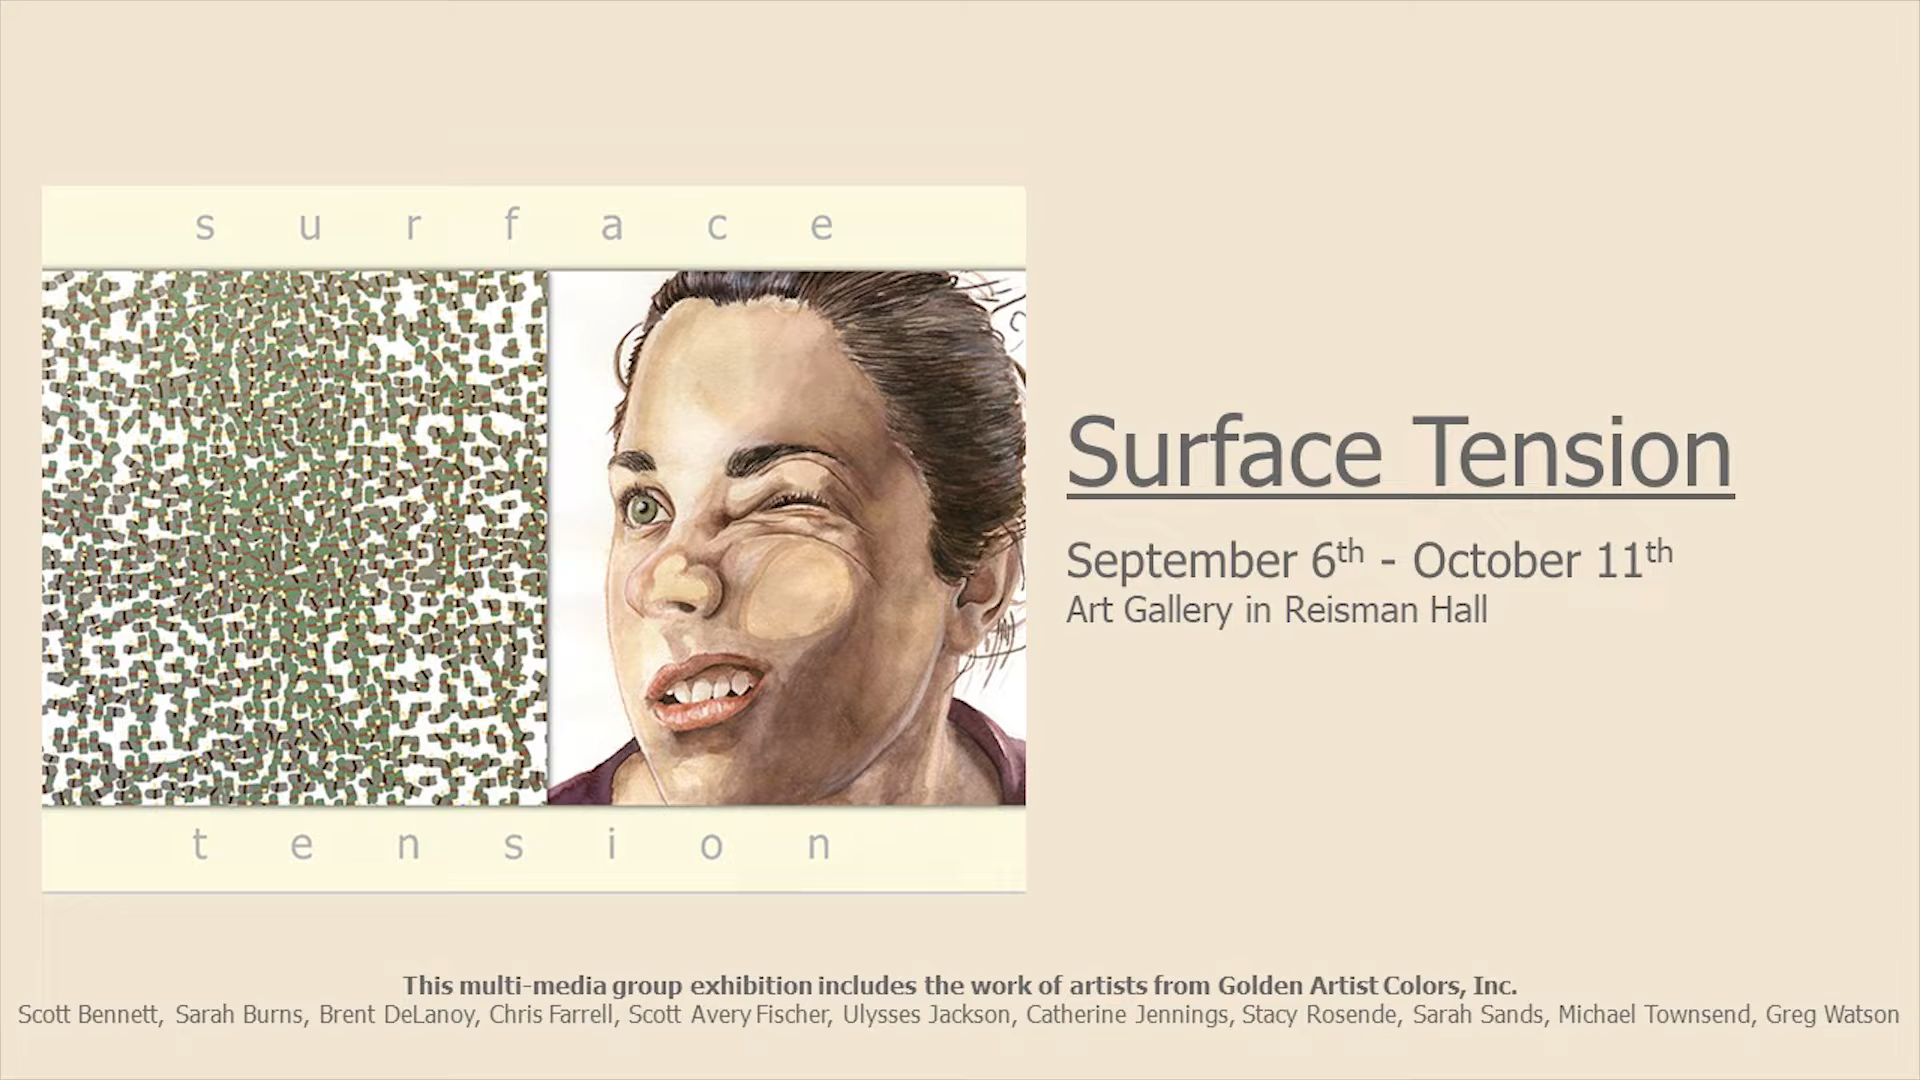 s u r f a c e
t e n s i o n
Surface Tension
September 6th - October 11th
Art Gallery in Reisman Hall
This multi-media group exhibition includes the work of artists from Golden Artist Colors, Inc.
Scott Bennett, Sarah Burns, Brent DeLanoy, Chris Farrell, Scott Avery Fischer, Ulysses Jackson, Catherine Jennings, Stacy Rosende, Sarah Sands, Michael Townsend, Greg Watson